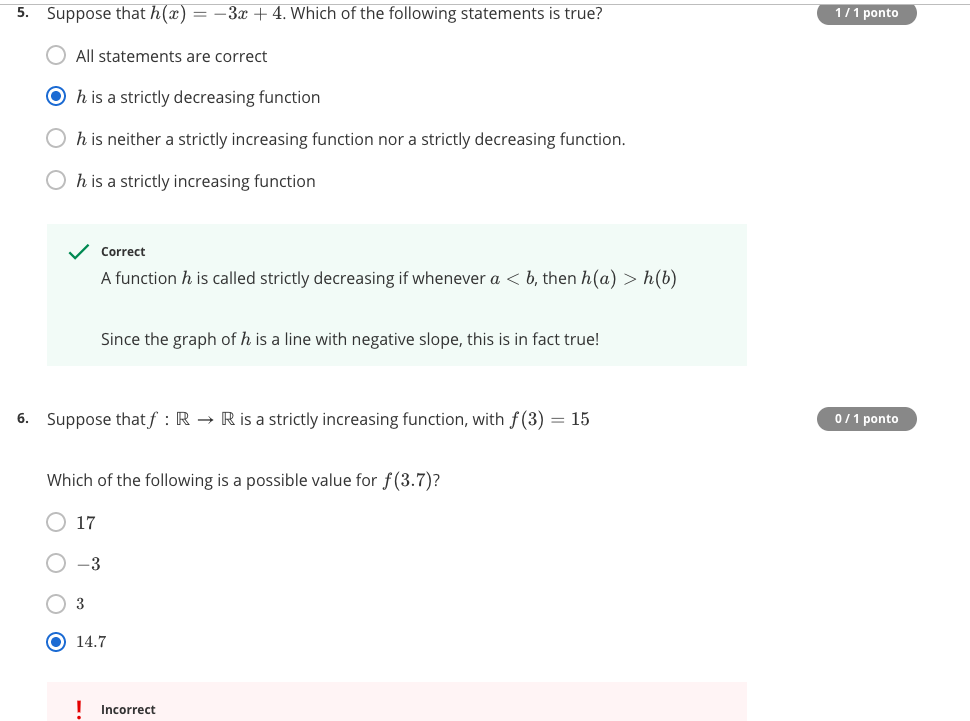 5. Suppose that h(x) = −3x + 4. Which of the following statements is true?
1 / 1 ponto
All statements are correct
h is a strictly decreasing function
h is neither a strictly increasing function nor a strictly decreasing function.
h is a strictly increasing function
Correct
A function h is called strictly decreasing if whenever a < b, then h(a) > h(b)
Since the graph of h is a line with negative slope, this is in fact true!
6. Suppose that f : ℝ → ℝ is a strictly increasing function, with f(3) = 15
0 / 1 ponto
Which of the following is a possible value for f(3.7)?
17
−3
3
14.7
! Incorrect